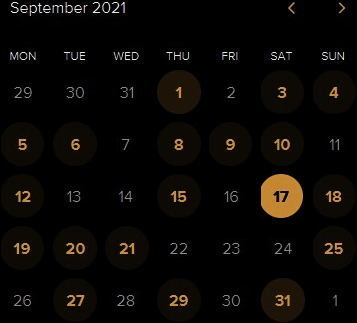 September 2021 < >
MON TUE WED THU FRI SAT SUN
29 30 31 1 2 3 4
5 6 7 8 9 10 11
12 13 14 15 16 17 18
19 20 21 22 23 24 25
26 27 28 29 30 31 1